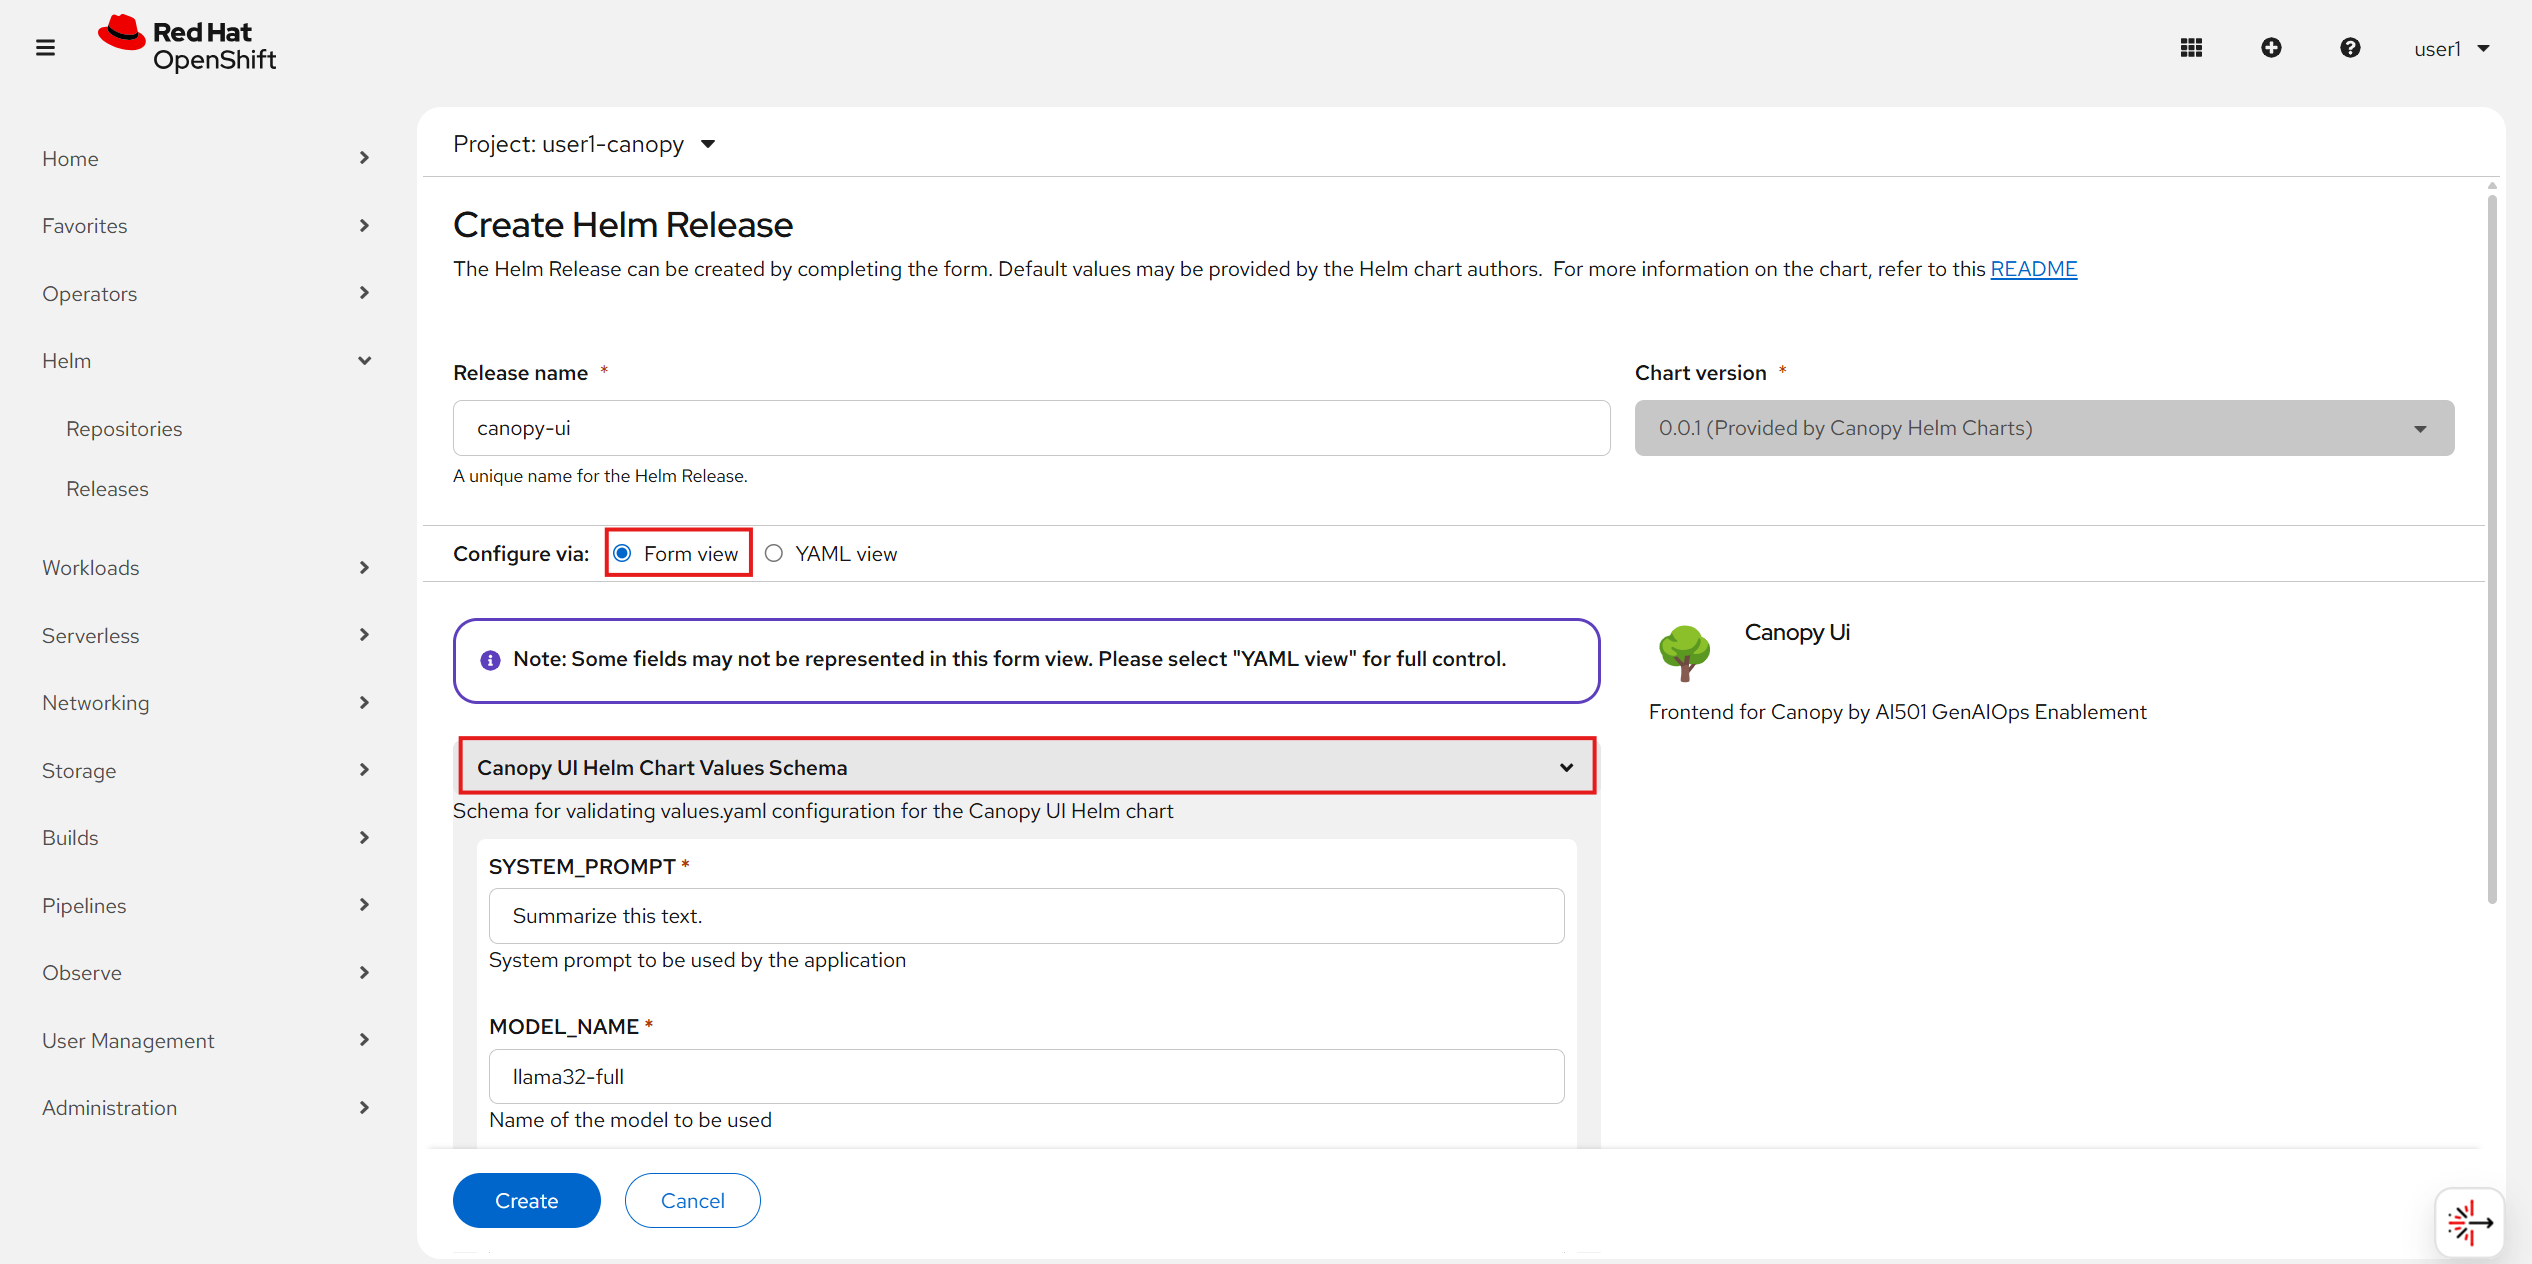 Red Hat
OpenShift
user1
Home
Favorites
Operators
Helm
Repositories
Releases
Workloads
Serverless
Networking
Storage
Builds
Pipelines
Observe
User Management
Administration
Project: user1-canopy
Create Helm Release
The Helm Release can be created by completing the form. Default values may be provided by the Helm chart authors.  For more information on the chart, refer to this README
Release name *
canopy-ui
A unique name for the Helm Release.
Chart version *
0.0.1 (Provided by Canopy Helm Charts)
Configure via: Form view YAML view
Note: Some fields may not be represented in this form view. Please select "YAML view" for full control.
Canopy UI Helm Chart Values Schema
Schema for validating values.yaml configuration for the Canopy UI Helm chart
SYSTEM_PROMPT *
Summarize this text.
System prompt to be used by the application
MODEL_NAME *
llama32-full
Name of the model to be used
Canopy Ui
Frontend for Canopy by AI501 GenAIOps Enablement
Create
Cancel